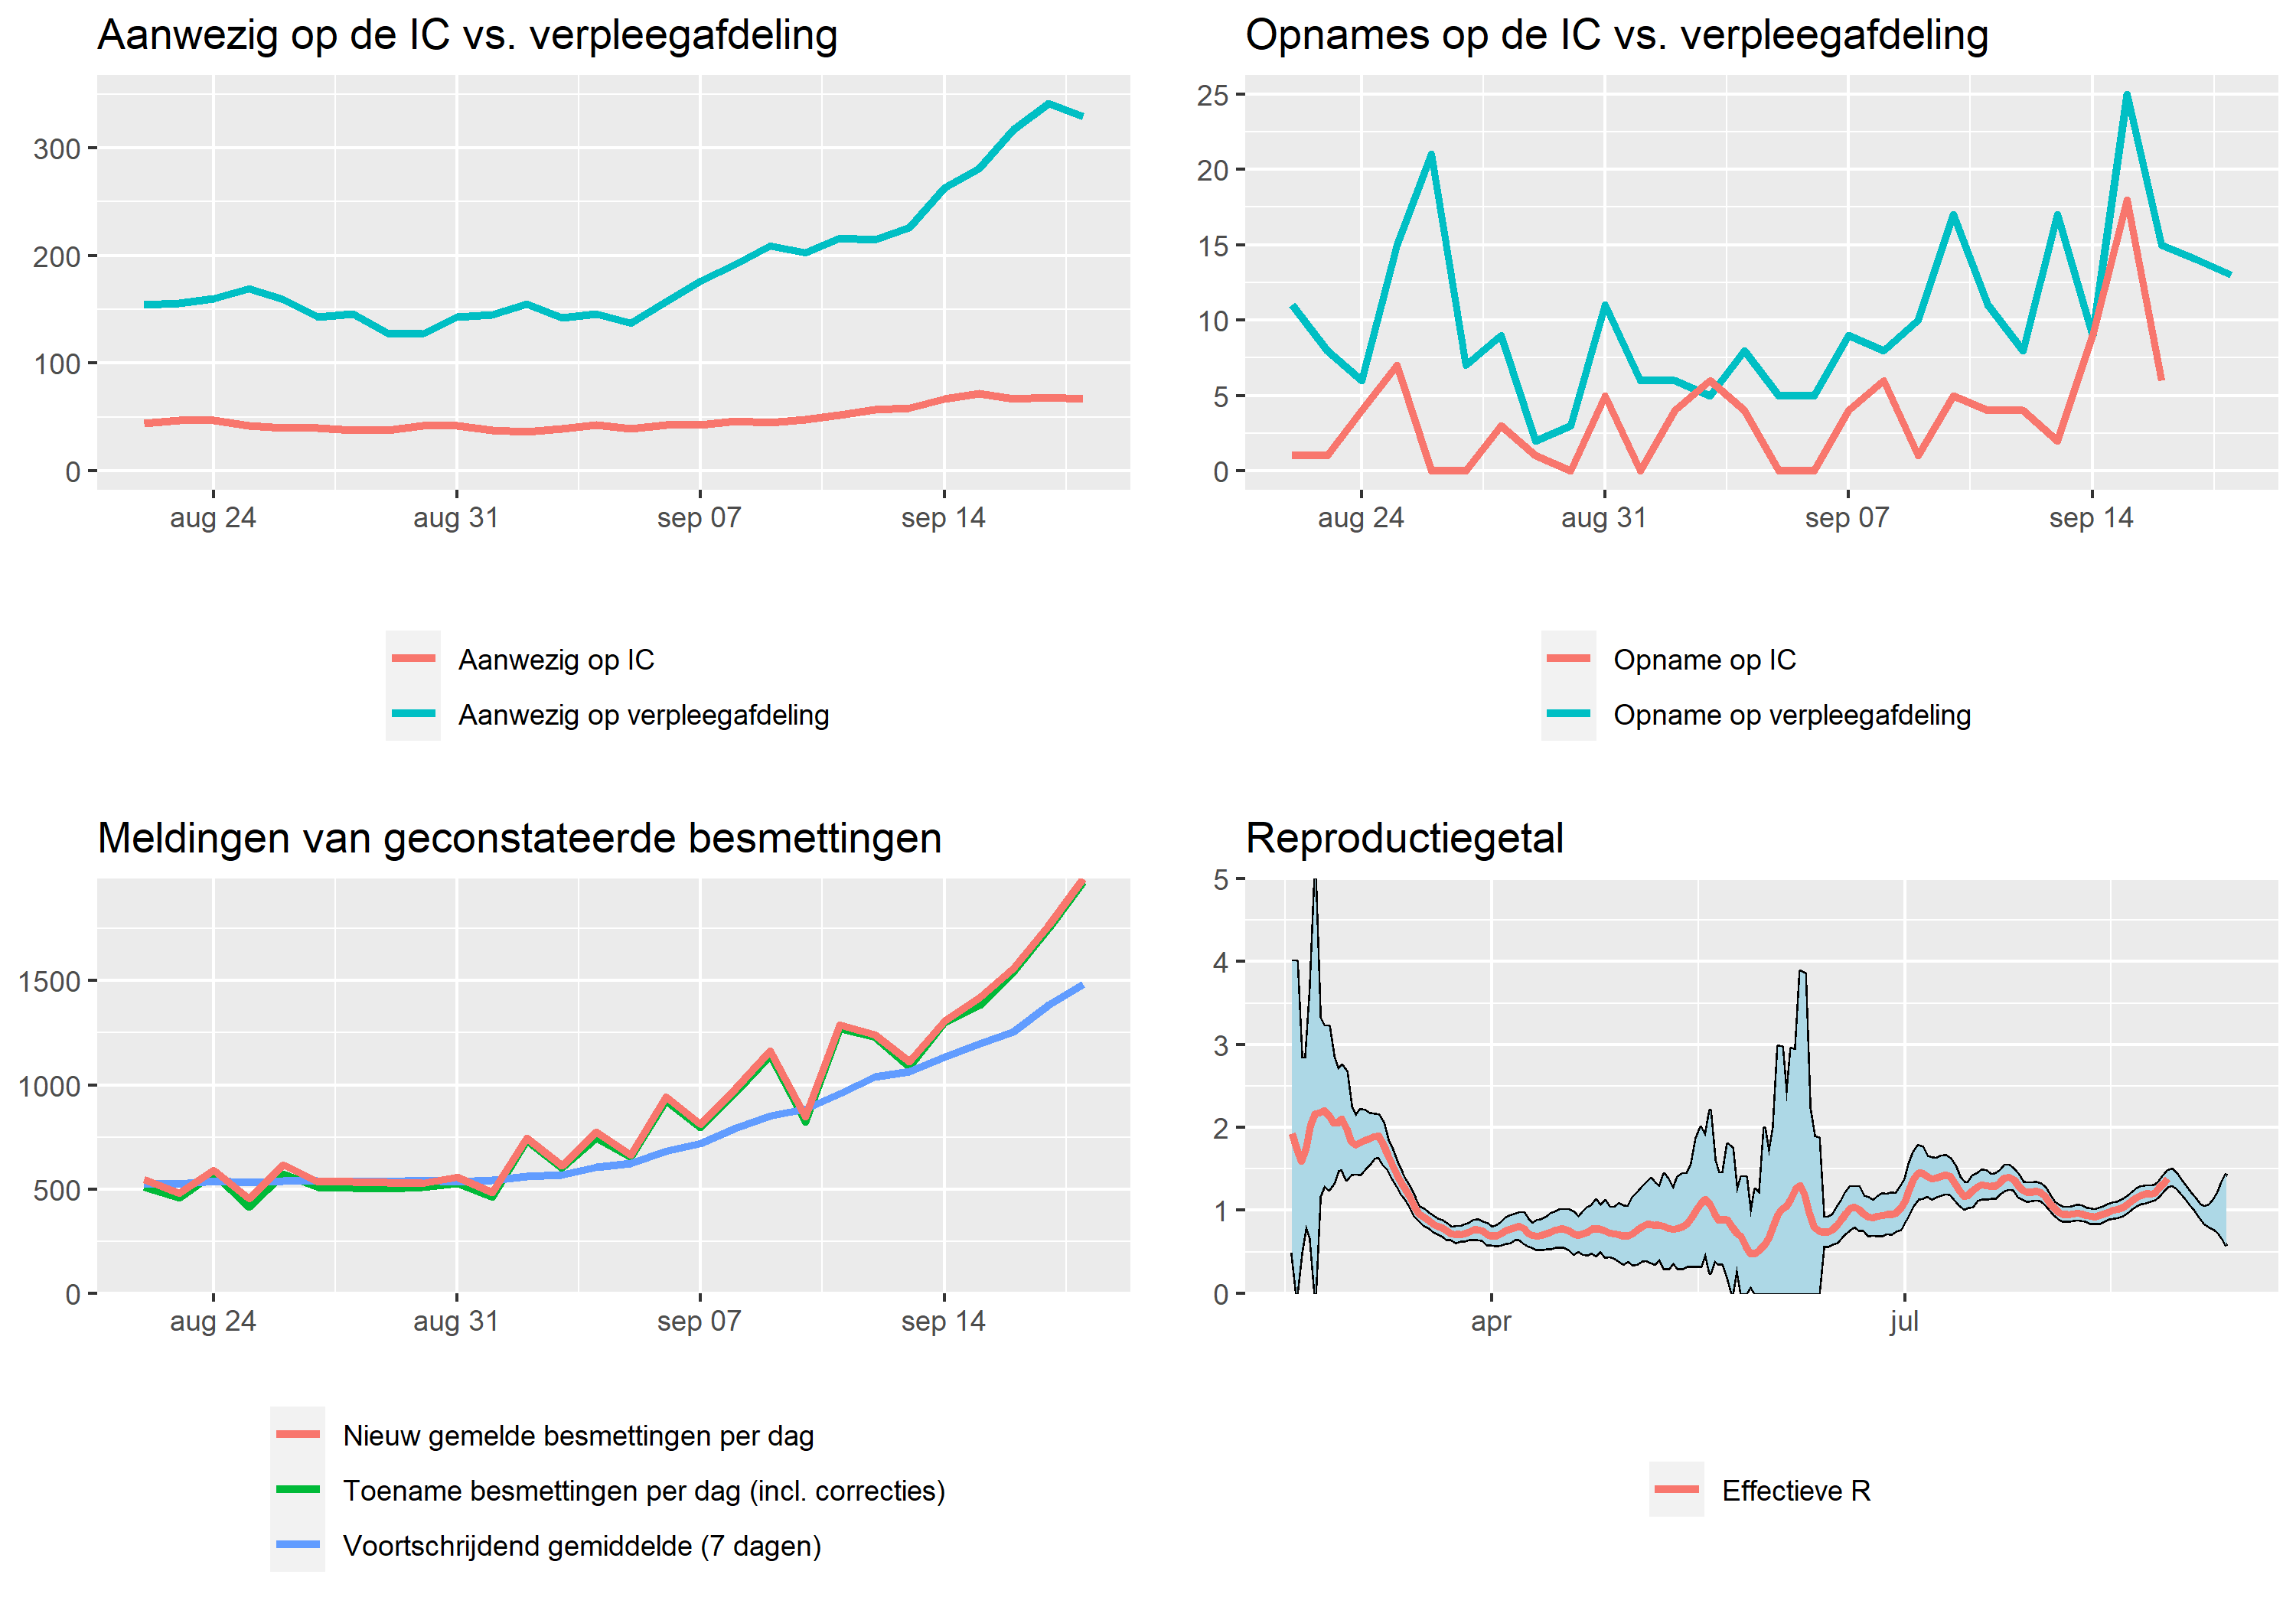 Aanwezig op de IC vs. verpleegafdeling
300
200
100
0
aug 24 aug 31 sep 07 sep 14
Aanwezig op IC
Aanwezig op verpleegafdeling
Opnames op de IC vs. verpleegafdeling
25
20
15
10
5
0
aug 24 aug 31 sep 07 sep 14
Opname op IC
Opname op verpleegafdeling
Meldingen van geconstateerde besmettingen
1500
1000
500
0
aug 24 aug 31 sep 07 sep 14
Nieuw gemelde besmettingen per dag
Toename besmettingen per dag (incl. correcties)
Voortschrijdend gemiddelde (7 dagen)
Reproductiegetal
5
4
3
2
1
0
apr jul
Effectieve R